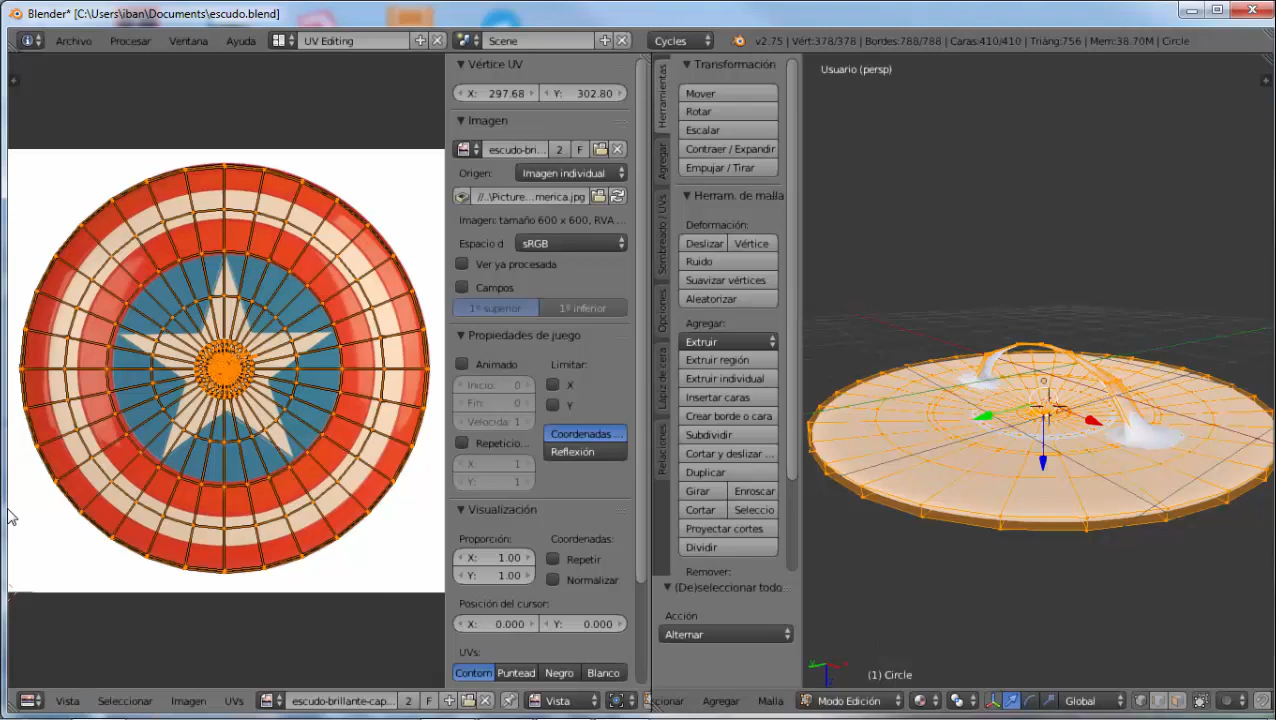 Blender* [C:\Users\iban\Documents\escudo.blend]
Archivo Procesar Ventana Ayuda UV Editing Scene Cycles v2.75 | Vért:378/378 | Bordes:788/788 | Caras:410/410 | Triáng:756 | Mem:38.70M | Circle
Vértice UV
X: 297.68 Y: 302.80
Imagen
escudo-bri... 2 F
Origen: Imagen individual
//..\Picture...merica.jpg
Imagen: tamaño 600 x 600, RVA ...
Espacio d sRGB
Ver ya procesada
Campos
1º superior 1º inferior
Propiedades de juego
Animado Limitar:
Inicio: 0 X
Fin: 0 Y
Velocida: 1 Coordenadas ...
Repeticio... Reflexión
X: 1
Y: 1
Visualización
Proporción: Coordenadas:
X: 1.00 Repetir
Y: 1.00 Normalizar
Posición del cursor:
X: 0.000 Y: 0.000
UVs:
Contorn Puntead Negro Blanco
Herramientas
Agregar
Sombreado / UVs
Opciones
Lápiz de cera
Relaciones
Transformación
Mover
Rotar
Escalar
Contraer / Expandir
Empujar / Tirar
Herram. de malla
Deformación:
Deslizar Vértice
Ruido
Suavizar vértices
Aleatorizar
Agregar:
Extruir
Extruir región
Extruir individual
Insertar caras
Crear borde o cara
Subdividir
Cortar y deslizar ...
Duplicar
Girar Enroscar
Cortar Seleccio
Proyectar cortes
Dividir
Remover:
(De)seleccionar todo
Acción
Alternar
Usuario (persp)
(1) Circle
Vista Seleccionar Imagen UVs escudo-brillante-cap... 2 F Vista
cionar Agregar Malla Modo Edición Global